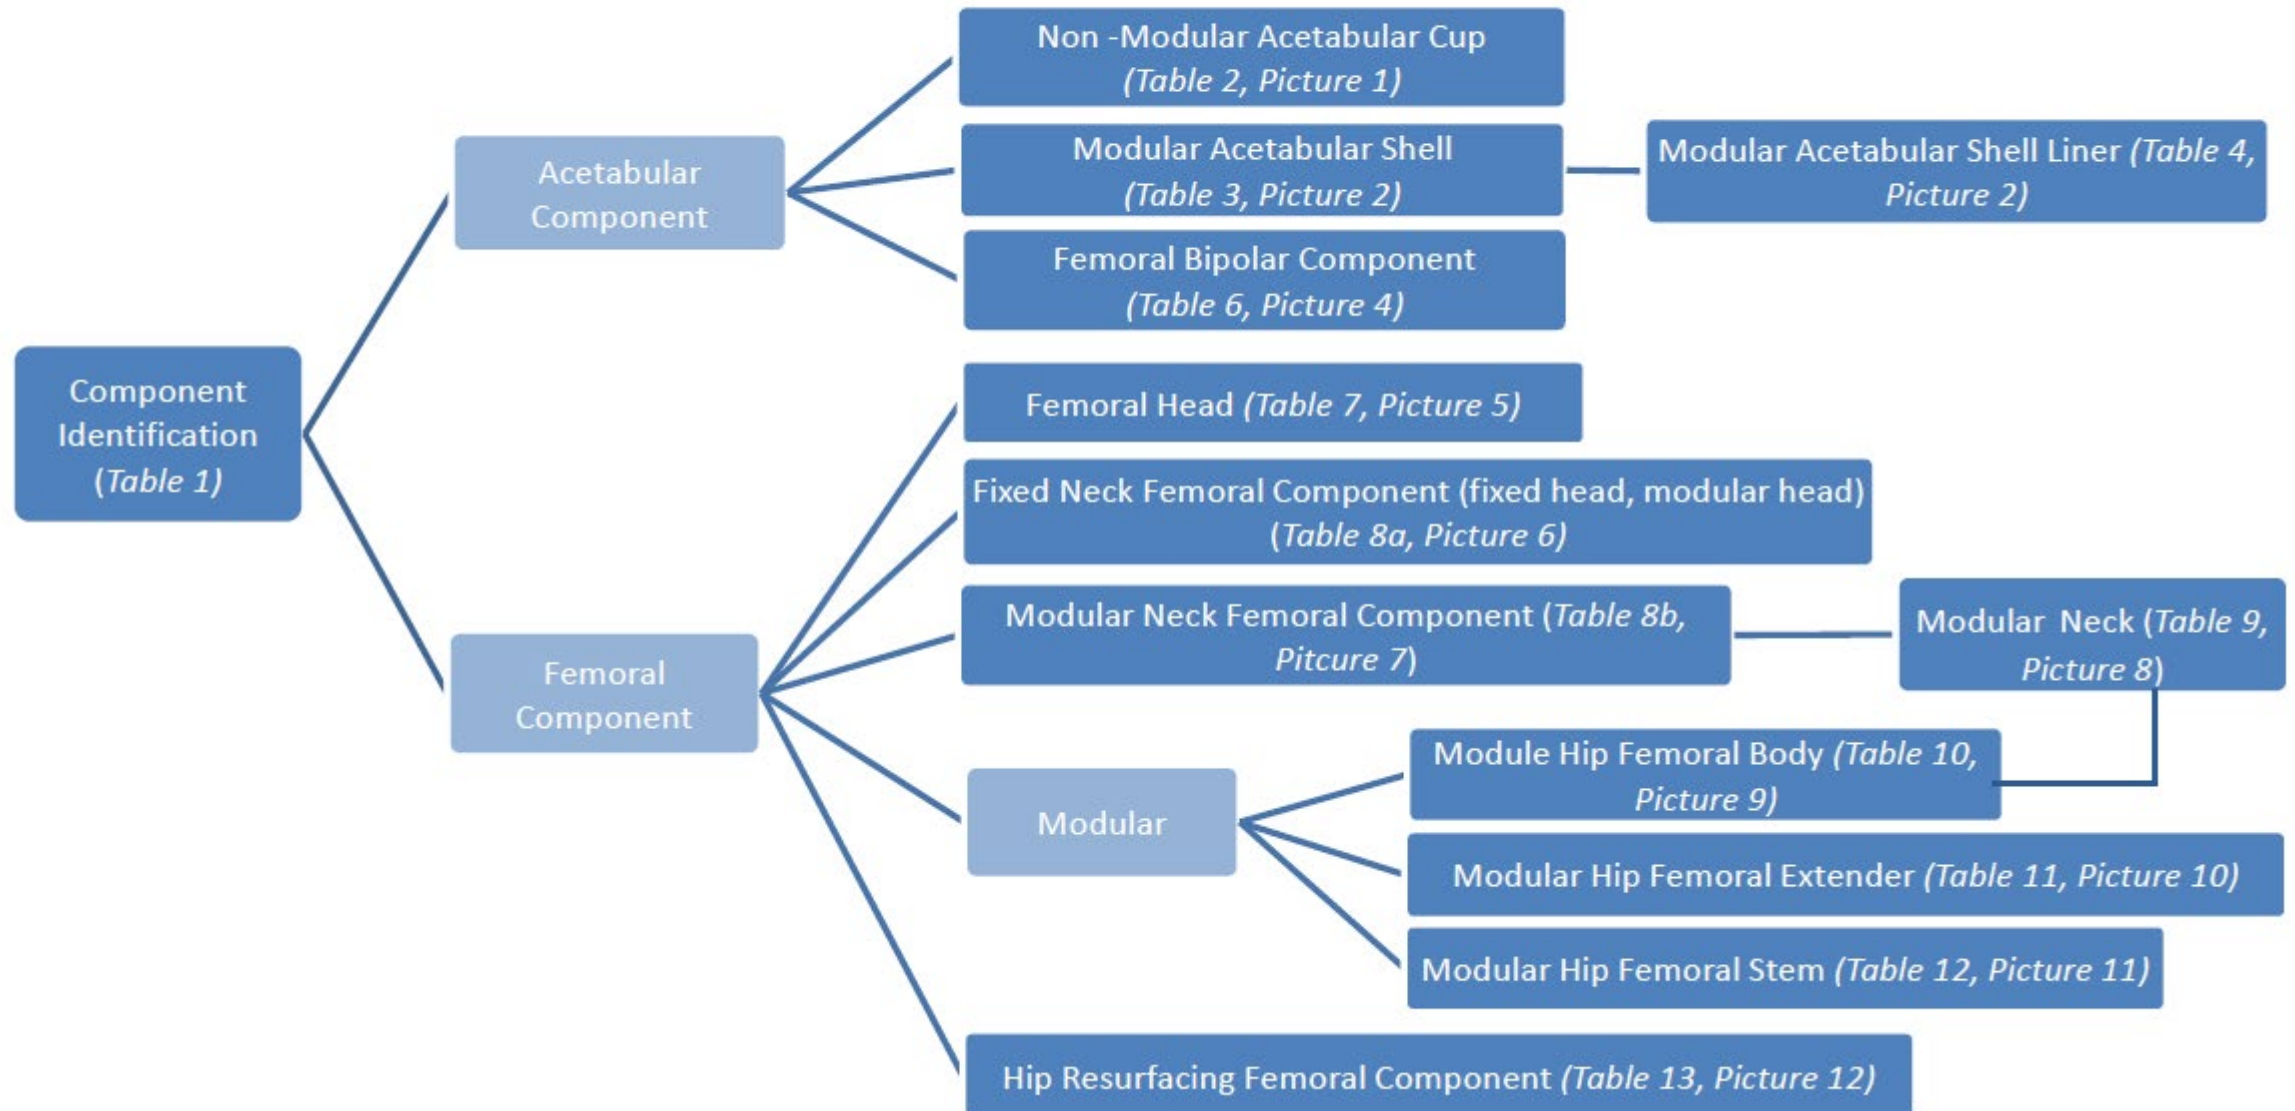 Non -Modular Acetabular Cup
(Table 2, Picture 1)
Modular Acetabular Shell
(Table 3, Picture 2)
Modular Acetabular Shell Liner (Table 4,
Picture 2)
Acetabular
Component
Femoral Bipolar Component
(Table 6, Picture 4)
Component
Identification
(Table 1)
Femoral Head (Table 7, Picture 5)
Fixed Neck Femoral Component (fixed head, modular head)
(Table 8a, Picture 6)
Modular Neck Femoral Component (Table 8b,
Pitcure 7)
Modular Neck (Table 9,
Picture 8)
Femoral
Component
Modular
Module Hip Femoral Body (Table 10,
Picture 9)
Modular Hip Femoral Extender (Table 11, Picture 10)
Modular Hip Femoral Stem (Table 12, Picture 11)
Hip Resurfacing Femoral Component (Table 13, Picture 12)